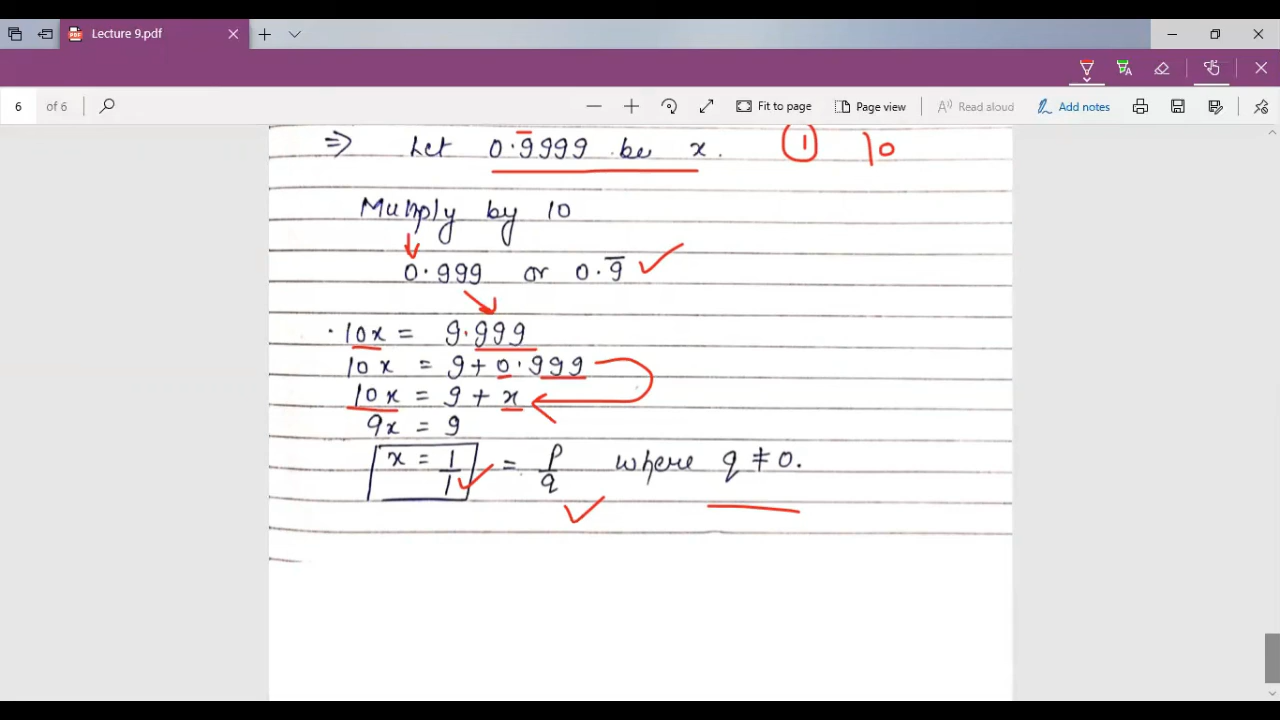 Lecture 9.pdf
6 of 6
Fit to page
Page view
Read aloud
Add notes
⇒ Let 0.9̅999 be x. ① 10
Multiply by 10
0.999 or 0.9̅ ✓
10x = 9.999
10x = 9 + 0.999
10x = 9 + x
9x = 9
x = 1/1 ✓ = p/q where q ≠ 0.